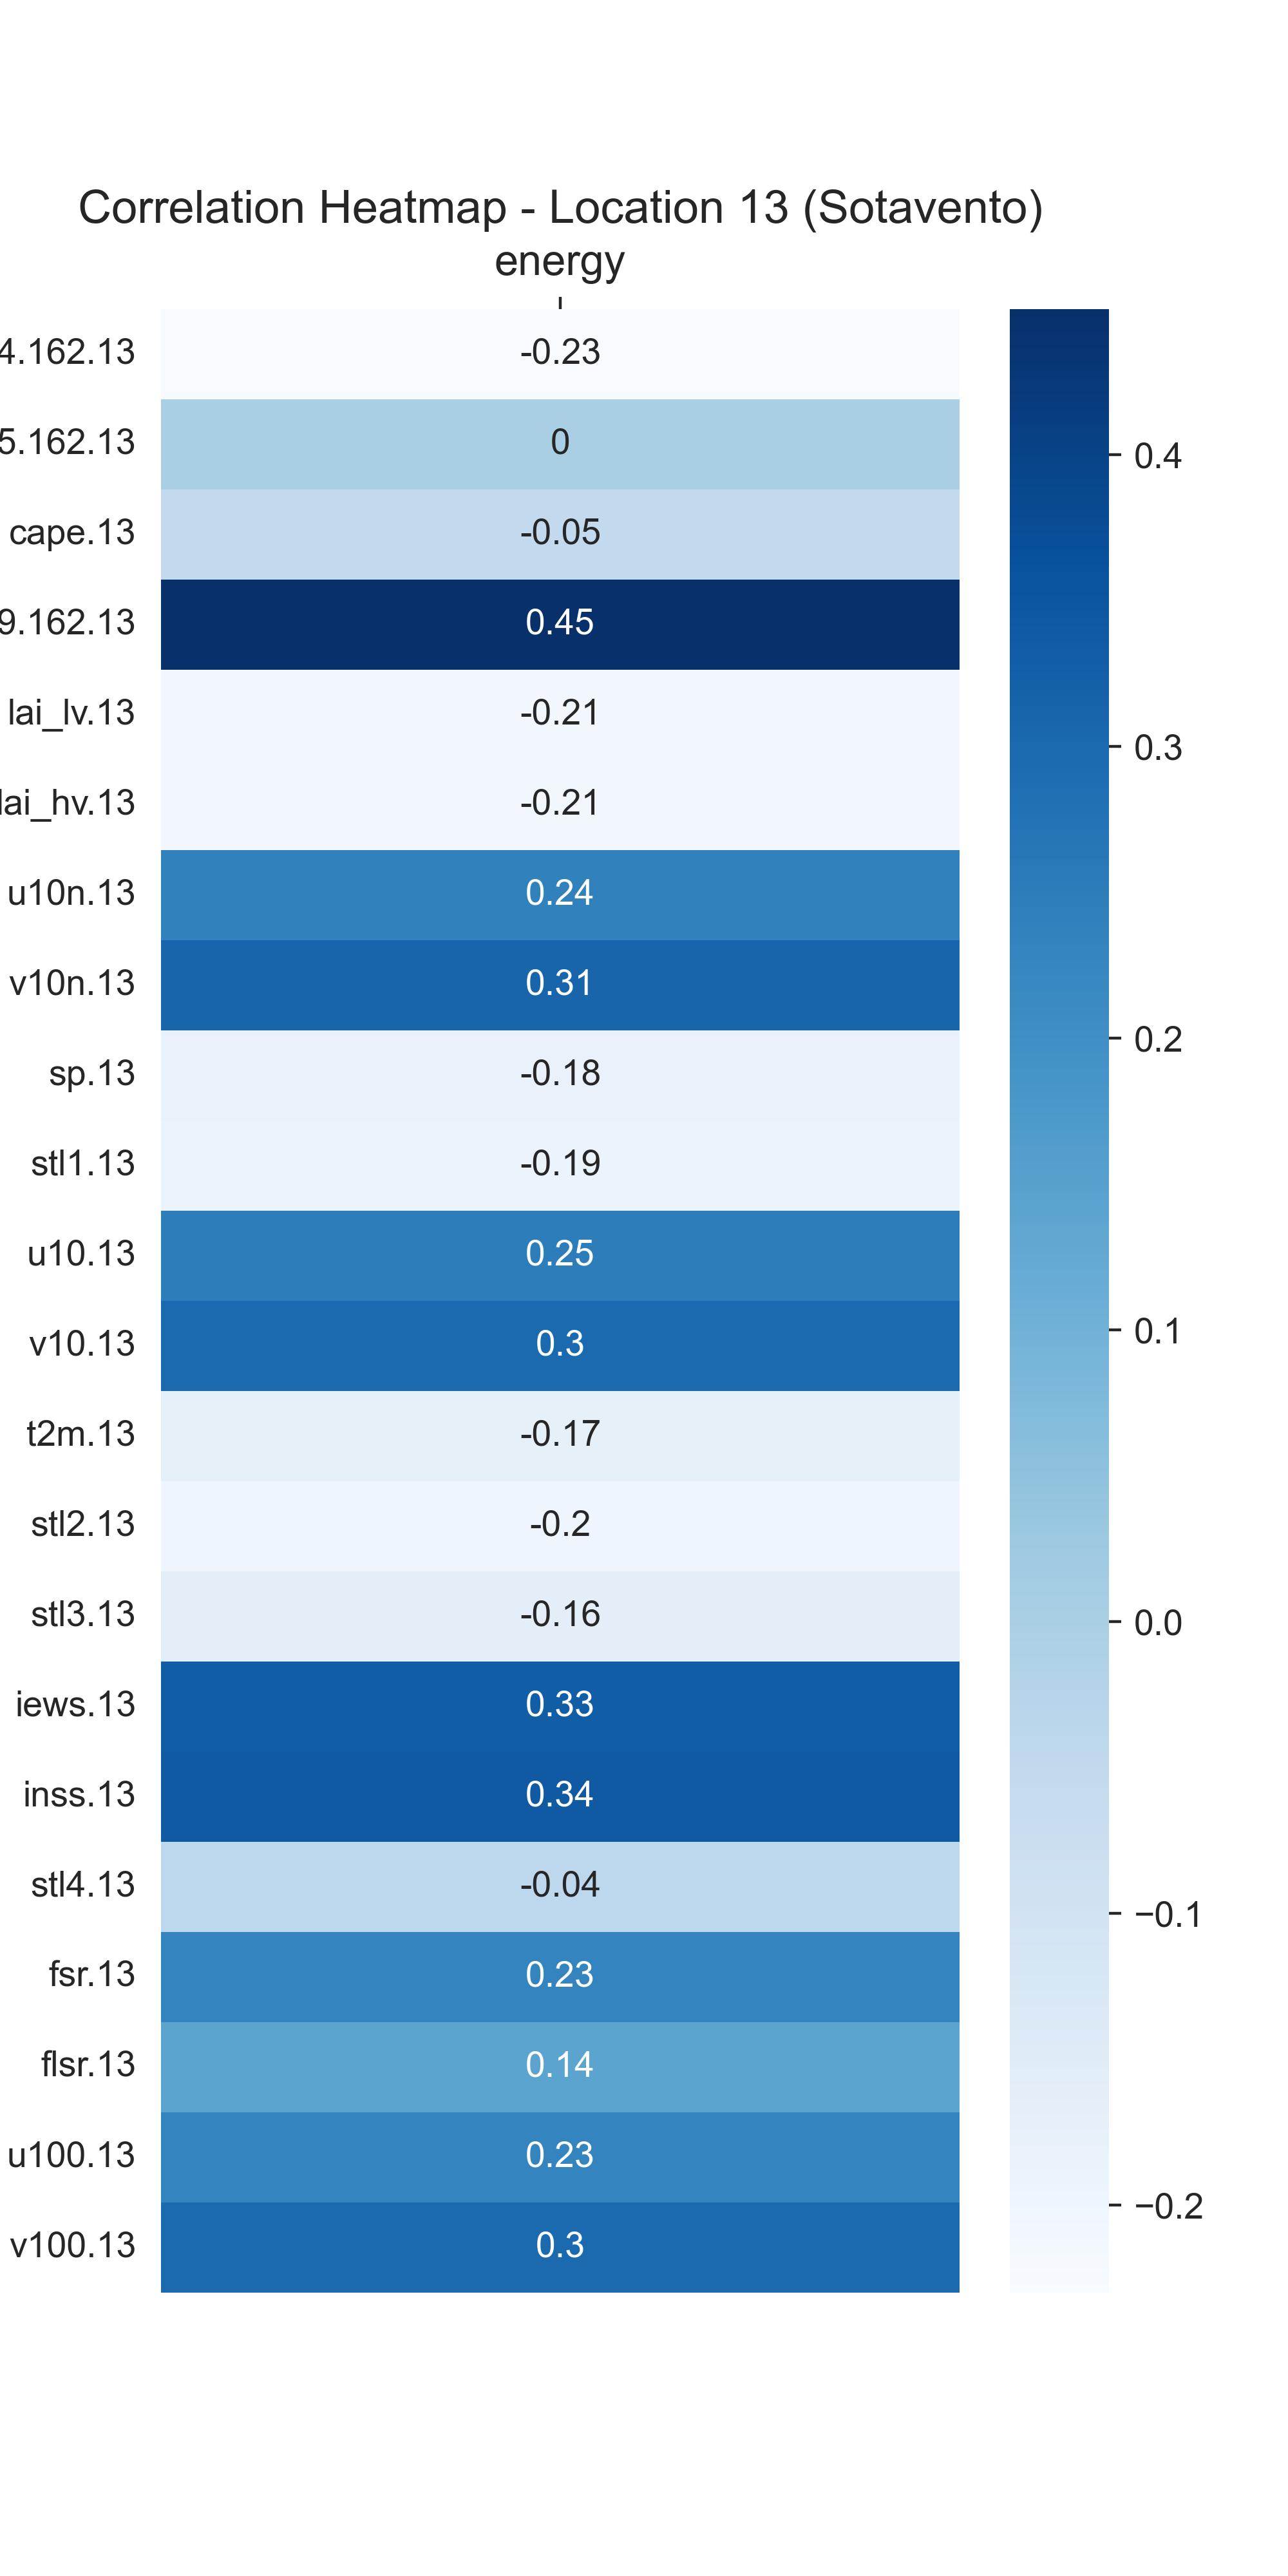 Correlation Heatmap - Location 13 (Sotavento)
energy
4.162.13 -0.23
5.162.13 0
cape.13 -0.05
9.162.13 0.45
lai_lv.13 -0.21
lai_hv.13 -0.21
u10n.13 0.24
v10n.13 0.31
sp.13 -0.18
stl1.13 -0.19
u10.13 0.25
v10.13 0.3
t2m.13 -0.17
stl2.13 -0.2
stl3.13 -0.16
iews.13 0.33
inss.13 0.34
stl4.13 -0.04
fsr.13 0.23
flsr.13 0.14
u100.13 0.23
v100.13 0.3
0.4
0.3
0.2
0.1
0.0
−0.1
−0.2